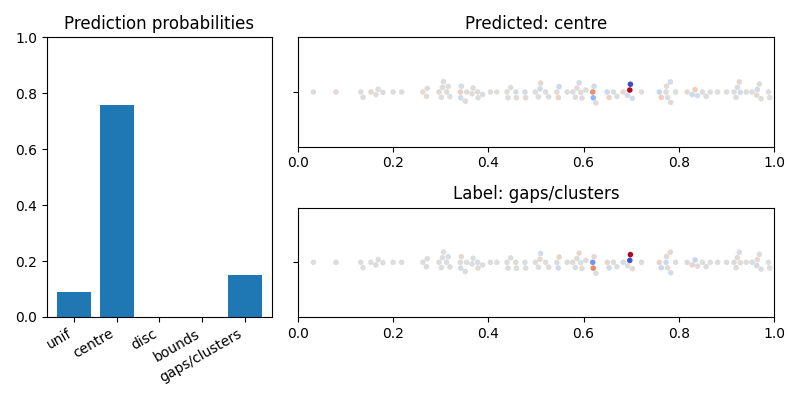 Prediction probabilities
1.0
0.8
0.6
0.4
0.2
0.0
unif
centre
disc
bounds
gaps/clusters
Predicted: centre
0.0 0.2 0.4 0.6 0.8 1.0
Label: gaps/clusters
0.0 0.2 0.4 0.6 0.8 1.0